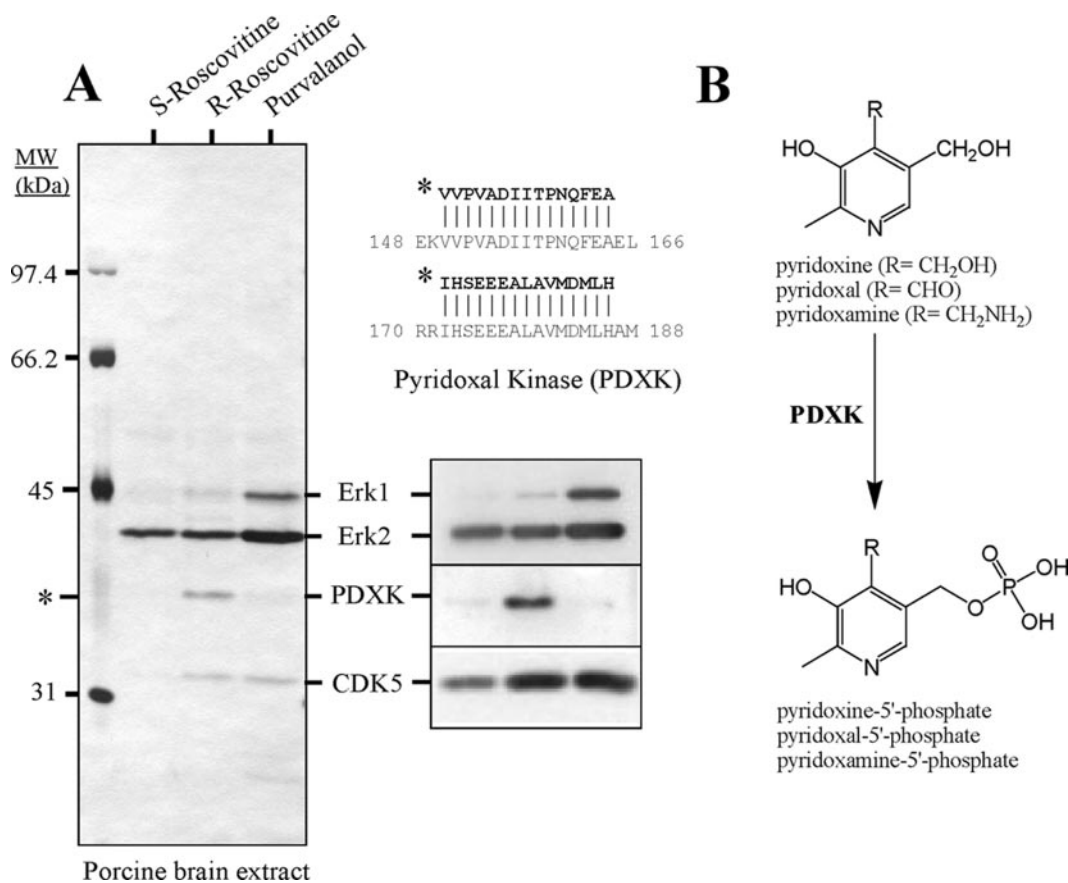 A
S-Roscovitine
R-Roscovitine
Purvalanol
MW
(kDa)
97.4
66.2
45
*
31
* VVPVADIITPNQFEA
148 EKVVPVADIITPNQFEAEL 166
* IHSEEEALAVMDMLH
170 RRIHSEEEALAVMDMLHAM 188
Pyridoxal Kinase (PDXK)
Erk1
Erk2
PDXK
CDK5
Porcine brain extract
B
R
HO
CH₂OH
N
pyridoxine (R= CH₂OH)
pyridoxal (R= CHO)
pyridoxamine (R= CH₂NH₂)
PDXK
R
O
HO
P
OH
O
OH
N
pyridoxine-5'-phosphate
pyridoxal-5'-phosphate
pyridoxamine-5'-phosphate